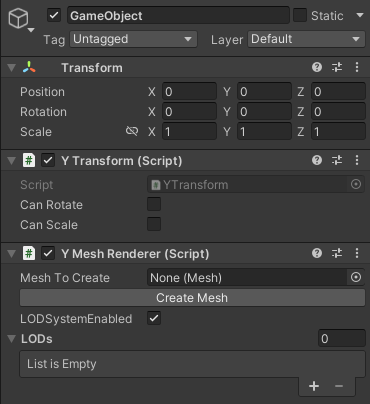 GameObject Static
Tag Untagged Layer Default
Transform
Position X 0 Y 0 Z 0
Rotation X 0 Y 0 Z 0
Scale X 1 Y 1 Z 1
# Y Transform (Script)
Script # YTransform
Can Rotate
Can Scale
# Y Mesh Renderer (Script)
Mesh To Create None (Mesh)
Create Mesh
LODSystemEnabled
LODs 0
List is Empty
+ −